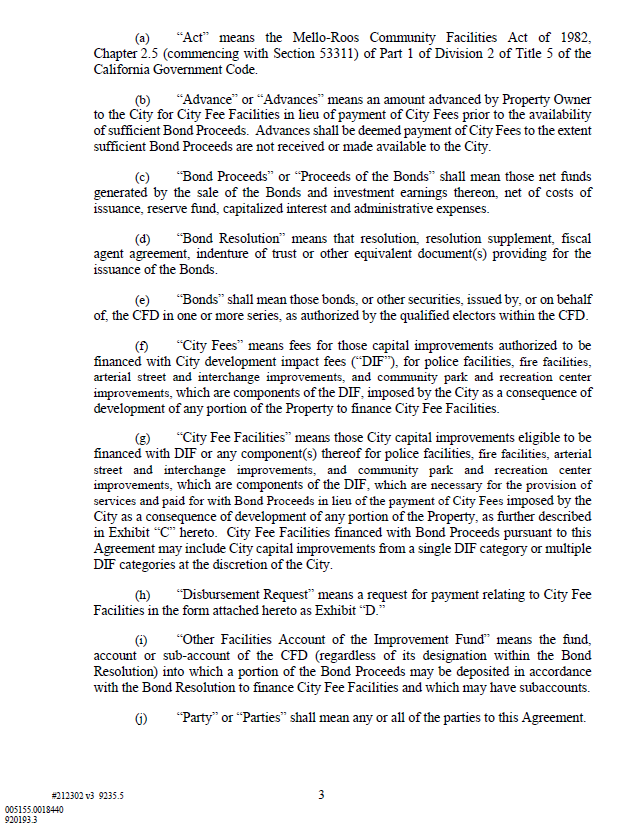 (a) “Act” means the Mello-Roos Community Facilities Act of 1982,
Chapter 2.5 (commencing with Section 53311) of Part 1 of Division 2 of Title 5 of the
California Government Code.
(b) “Advance” or “Advances” means an amount advanced by Property Owner
to the City for City Fee Facilities in lieu of payment of City Fees prior to the availability
of sufficient Bond Proceeds. Advances shall be deemed payment of City Fees to the extent
sufficient Bond Proceeds are not received or made available to the City.
(c) “Bond Proceeds” or “Proceeds of the Bonds” shall mean those net funds
generated by the sale of the Bonds and investment earnings thereon, net of costs of
issuance, reserve fund, capitalized interest and administrative expenses.
(d) “Bond Resolution” means that resolution, resolution supplement, fiscal
agent agreement, indenture of trust or other equivalent document(s) providing for the
issuance of the Bonds.
(e) “Bonds” shall mean those bonds, or other securities, issued by, or on behalf
of, the CFD in one or more series, as authorized by the qualified electors within the CFD.
(f) “City Fees” means fees for those capital improvements authorized to be
financed with City development impact fees (“DIF”), for police facilities, fire facilities,
arterial street and interchange improvements, and community park and recreation center
improvements, which are components of the DIF, imposed by the City as a consequence of
development of any portion of the Property to finance City Fee Facilities.
(g) “City Fee Facilities” means those City capital improvements eligible to be
financed with DIF or any component(s) thereof for police facilities, fire facilities, arterial
street and interchange improvements, and community park and recreation center
improvements, which are components of the DIF, which are necessary for the provision of
services and paid for with Bond Proceeds in lieu of the payment of City Fees imposed by the
City as a consequence of development of any portion of the Property, as further described
in Exhibit “C” hereto. City Fee Facilities financed with Bond Proceeds pursuant to this
Agreement may include City capital improvements from a single DIF category or multiple
DIF categories at the discretion of the City.
(h) “Disbursement Request” means a request for payment relating to City Fee
Facilities in the form attached hereto as Exhibit “D.”
(i) “Other Facilities Account of the Improvement Fund” means the fund,
account or sub-account of the CFD (regardless of its designation within the Bond
Resolution) into which a portion of the Bond Proceeds may be deposited in accordance
with the Bond Resolution to finance City Fee Facilities and which may have subaccounts.
(j) “Party” or “Parties” shall mean any or all of the parties to this Agreement.
#212302 v3 9235.5
3
005155.0018440
920193.3